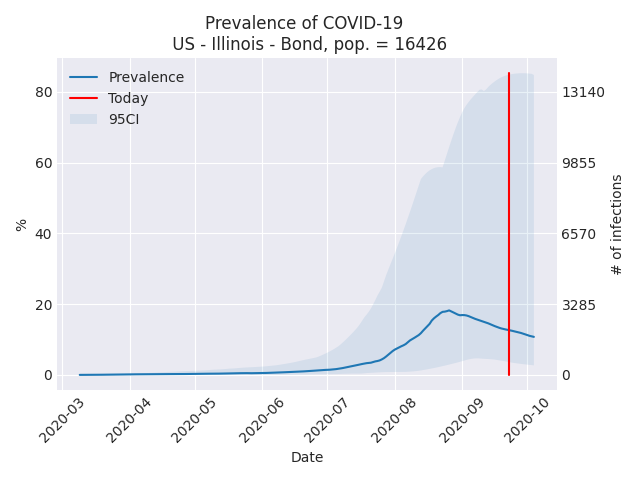 Prevalence of COVID-19
US - Illinois - Bond, pop. = 16426
Prevalence
Today
95CI
80
60
40
20
0
%
13140
9855
6570
3285
0
# of infections
2020-03
2020-04
2020-05
2020-06
2020-07
2020-08
2020-09
2020-10
Date